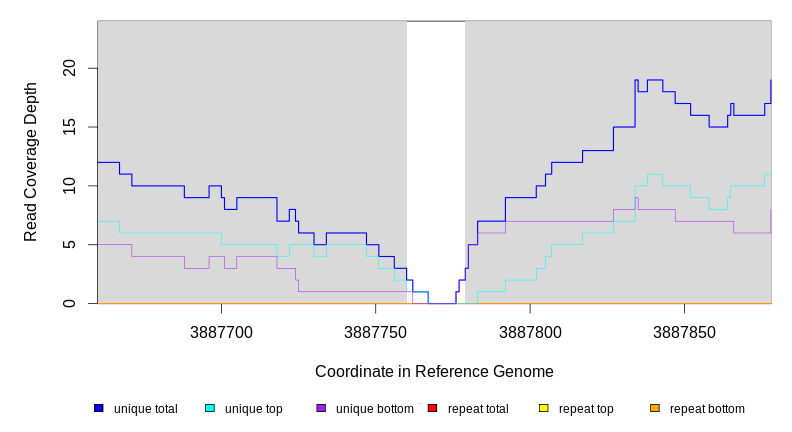 20
15
10
5
0
Read Coverage Depth
3887700 3887750 3887800 3887850
Coordinate in Reference Genome
unique total unique top unique bottom repeat total repeat top repeat bottom